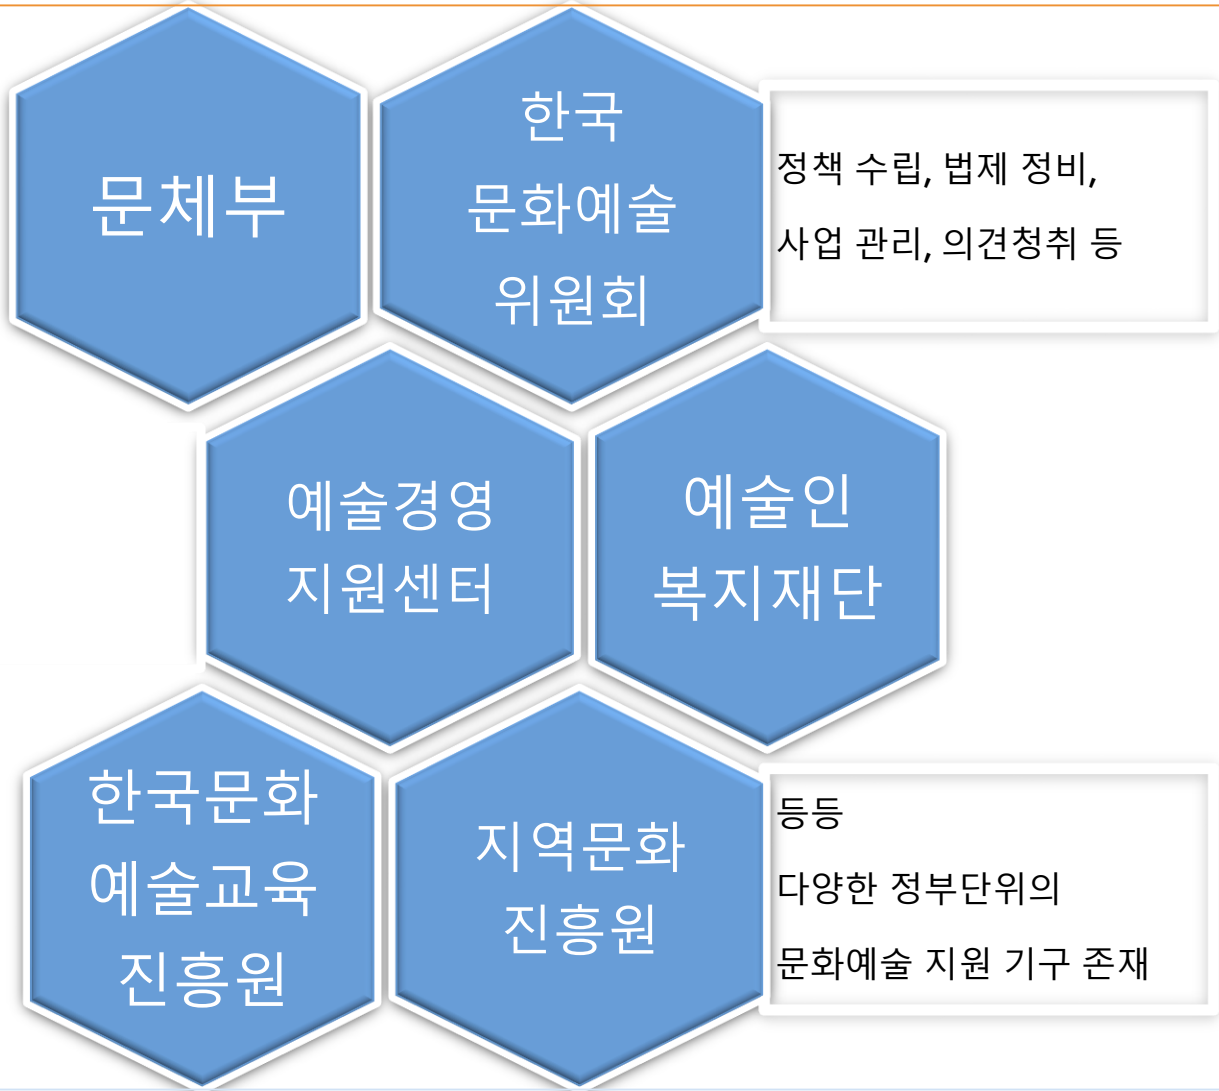 문체부
한국
문화예술
위원회
정책 수립, 법제 정비,
사업 관리, 의견청취 등
예술경영
지원센터
예술인
복지재단
한국문화
예술교육
진흥원
지역문화
진흥원
등등
다양한 정부단위의
문화예술 지원 기구 존재